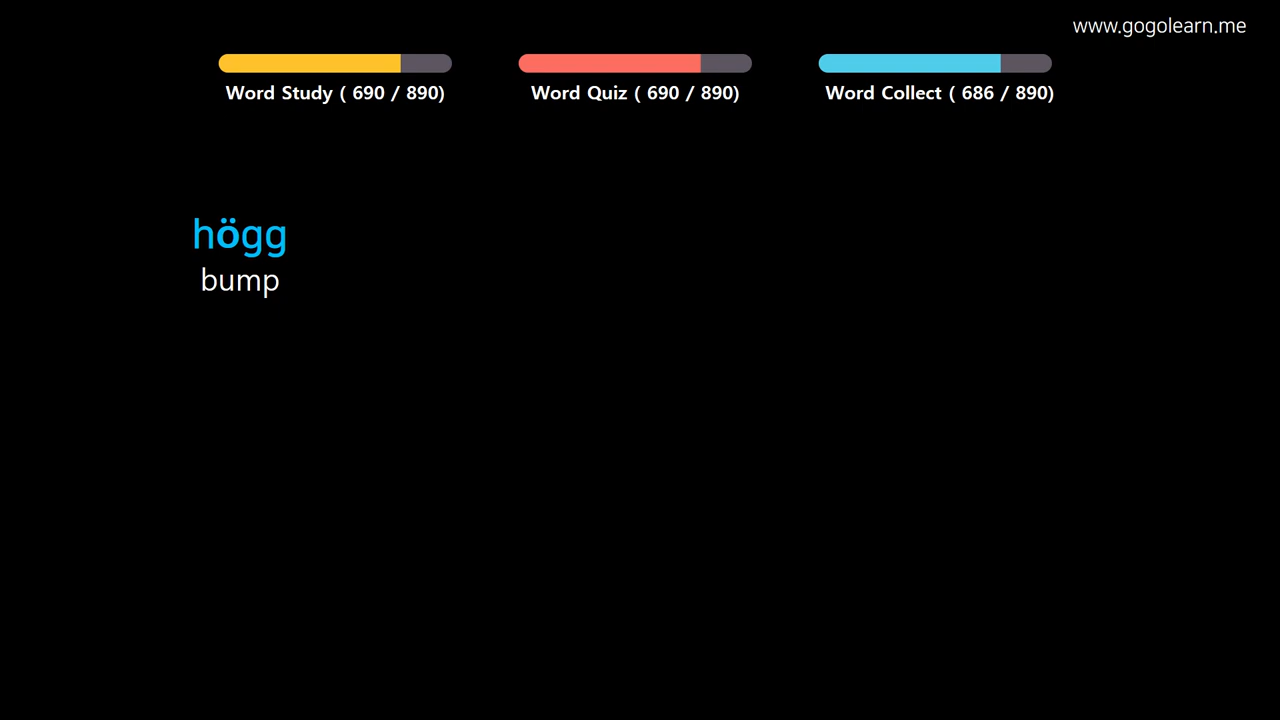 www.gogolearn.me
Word Study ( 690 / 890)
Word Quiz ( 690 / 890)
Word Collect ( 686 / 890)
högg
bump